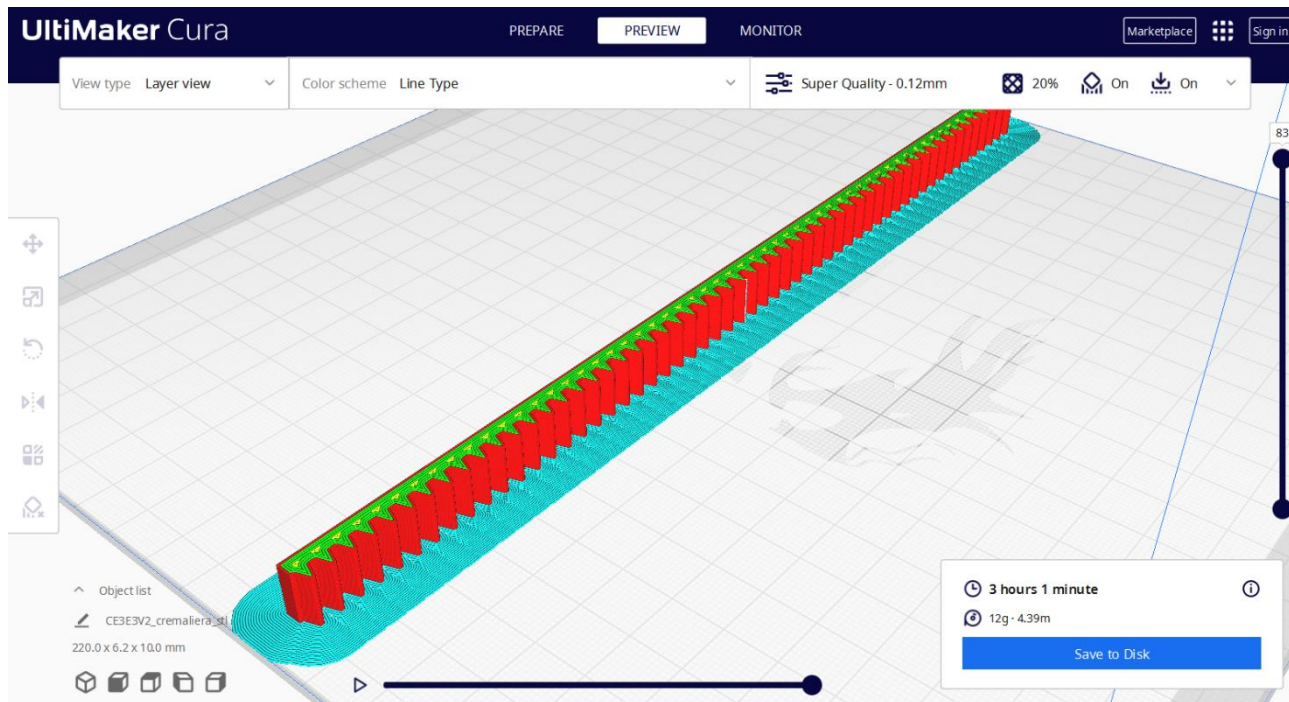 UltiMaker Cura
PREPARE PREVIEW MONITOR
Marketplace Sign in
View type Layer view
Color scheme Line Type
Super Quality - 0.12mm 20% On On
83
Object list
CE3E3V2_cremaliera_stl
220.0 x 6.2 x 10.0 mm
3 hours 1 minute
12g · 4.39m
Save to Disk